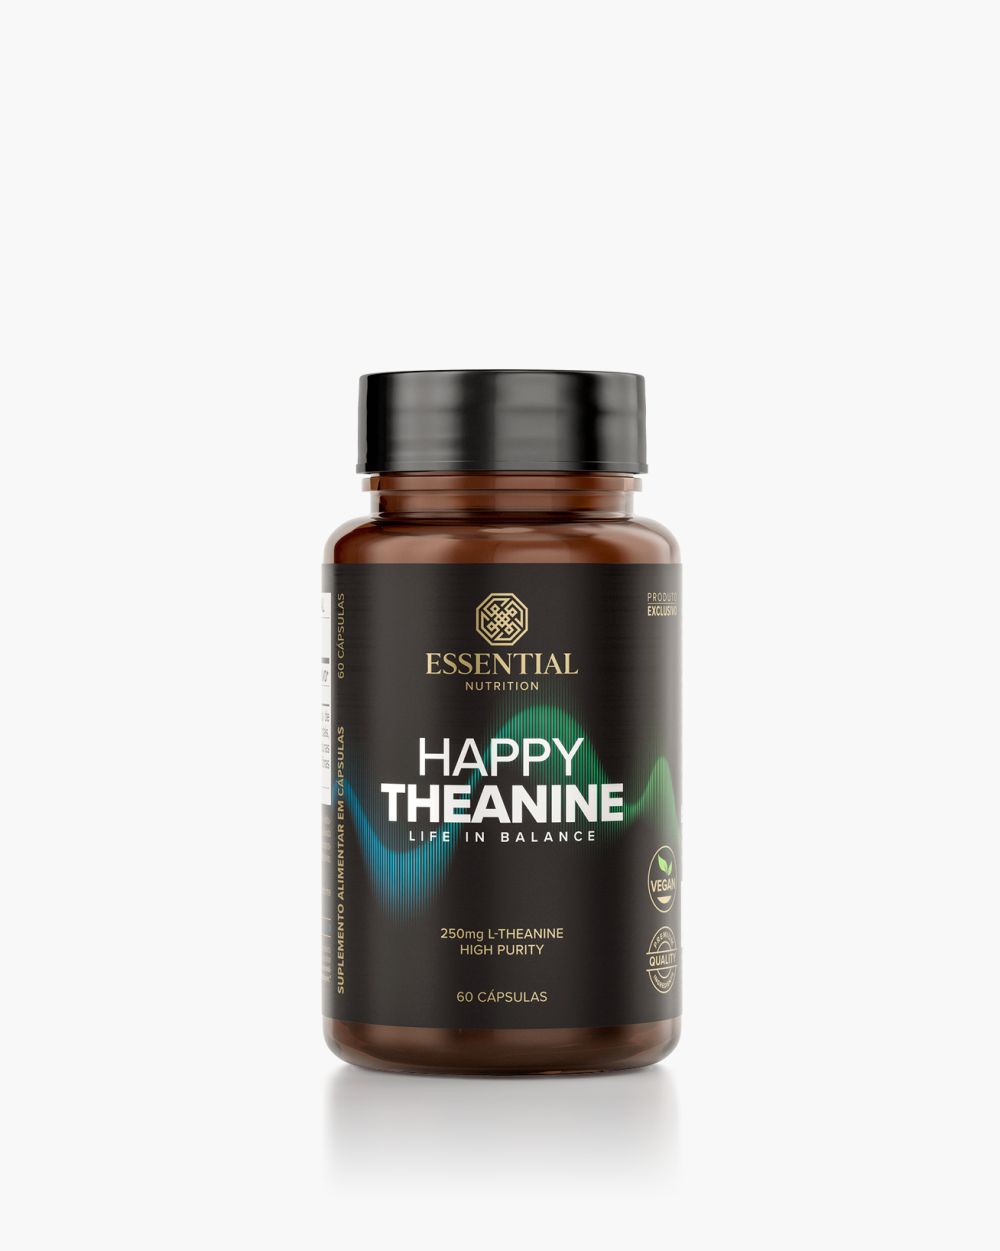 ESSENTIAL
NUTRITION
HAPPY
THEANINE
LIFE IN BALANCE
250mg L-THEANINE
HIGH PURITY
60 CÁPSULAS
SUPLEMENTO ALIMENTAR EM CÁPSULAS
60 CÁPSULAS
PRODUTO
EXCLUSIVO
VEGAN
PREMIUM
QUALITY